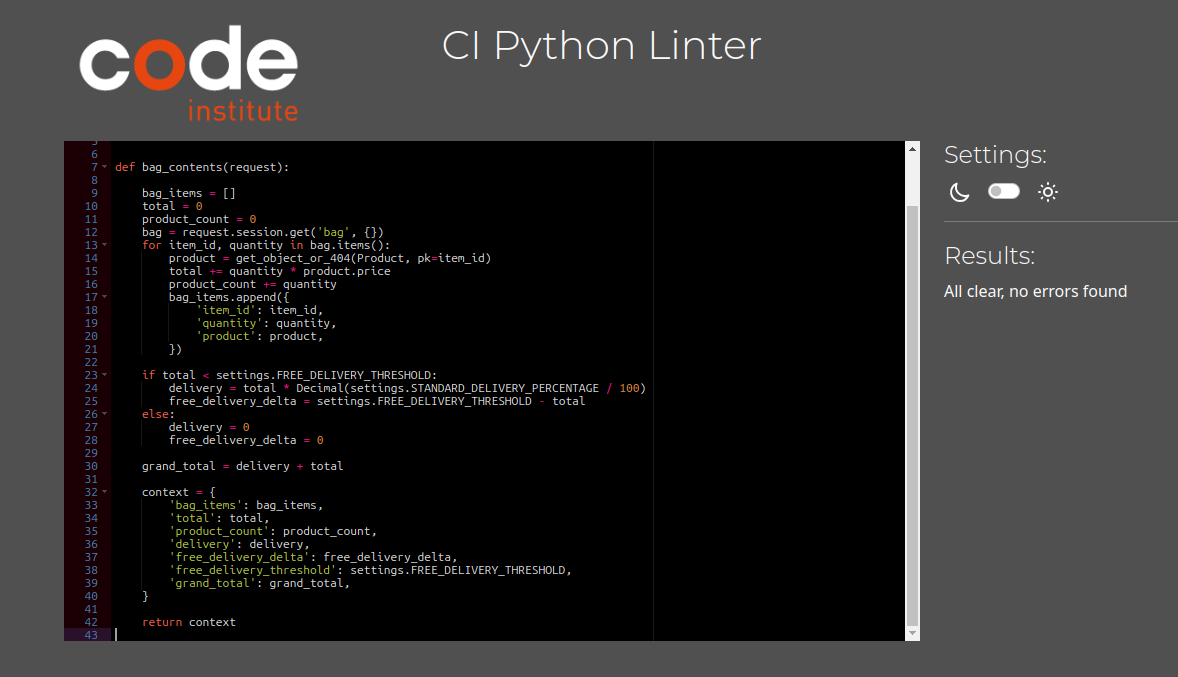 code
institute
CI Python Linter
5
6
7 def bag_contents(request):
8
9     bag_items = []
10     total = 0
11     product_count = 0
12     bag = request.session.get('bag', {})
13     for item_id, quantity in bag.items():
14         product = get_object_or_404(Product, pk=item_id)
15         total += quantity * product.price
16         product_count += quantity
17         bag_items.append({
18             'item_id': item_id,
19             'quantity': quantity,
20             'product': product,
21         })
22
23     if total < settings.FREE_DELIVERY_THRESHOLD:
24         delivery = total * Decimal(settings.STANDARD_DELIVERY_PERCENTAGE / 100)
25         free_delivery_delta = settings.FREE_DELIVERY_THRESHOLD - total
26     else:
27         delivery = 0
28         free_delivery_delta = 0
29
30     grand_total = delivery + total
31
32     context = {
33         'bag_items': bag_items,
34         'total': total,
35         'product_count': product_count,
36         'delivery': delivery,
37         'free_delivery_delta': free_delivery_delta,
38         'free_delivery_threshold': settings.FREE_DELIVERY_THRESHOLD,
39         'grand_total': grand_total,
40     }
41
42     return context
43
Settings:
Results:
All clear, no errors found